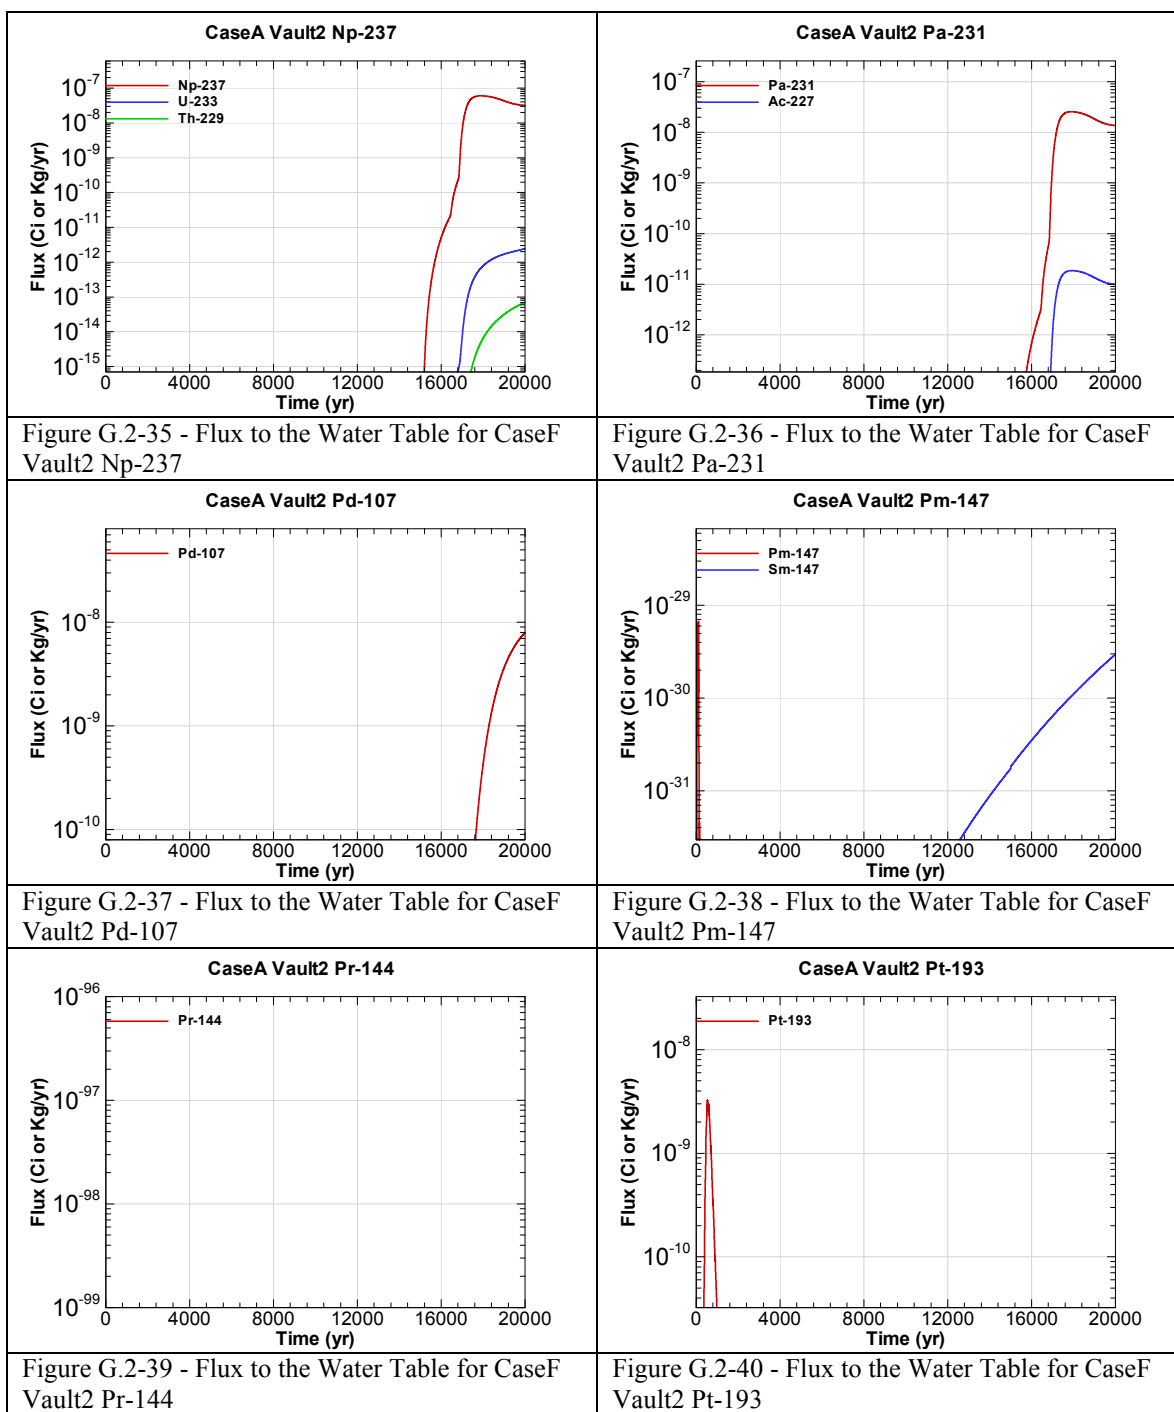 CaseA Vault2 Np-237
Flux (Ci or Kg/yr)
10-7
10-8
10-9
10-10
10-11
10-12
10-13
10-14
10-15
Np-237
U-233
Th-229
0 4000 8000 12000 16000 20000
Time (yr)
Figure G.2-35 - Flux to the Water Table for CaseF
Vault2 Np-237
CaseA Vault2 Pa-231
Flux (Ci or Kg/yr)
10-7
10-8
10-9
10-10
10-11
10-12
Pa-231
Ac-227
0 4000 8000 12000 16000 20000
Time (yr)
Figure G.2-36 - Flux to the Water Table for CaseF
Vault2 Pa-231
CaseA Vault2 Pd-107
Flux (Ci or Kg/yr)
10-8
10-9
10-10
Pd-107
0 4000 8000 12000 16000 20000
Time (yr)
Figure G.2-37 - Flux to the Water Table for CaseF
Vault2 Pd-107
CaseA Vault2 Pm-147
Flux (Ci or Kg/yr)
10-29
10-30
10-31
Pm-147
Sm-147
0 4000 8000 12000 16000 20000
Time (yr)
Figure G.2-38 - Flux to the Water Table for CaseF
Vault2 Pm-147
CaseA Vault2 Pr-144
Flux (Ci or Kg/yr)
10-96
10-97
10-98
10-99
Pr-144
0 4000 8000 12000 16000 20000
Time (yr)
Figure G.2-39 - Flux to the Water Table for CaseF
Vault2 Pr-144
CaseA Vault2 Pt-193
Flux (Ci or Kg/yr)
10-8
10-9
10-10
Pt-193
0 4000 8000 12000 16000 20000
Time (yr)
Figure G.2-40 - Flux to the Water Table for CaseF
Vault2 Pt-193